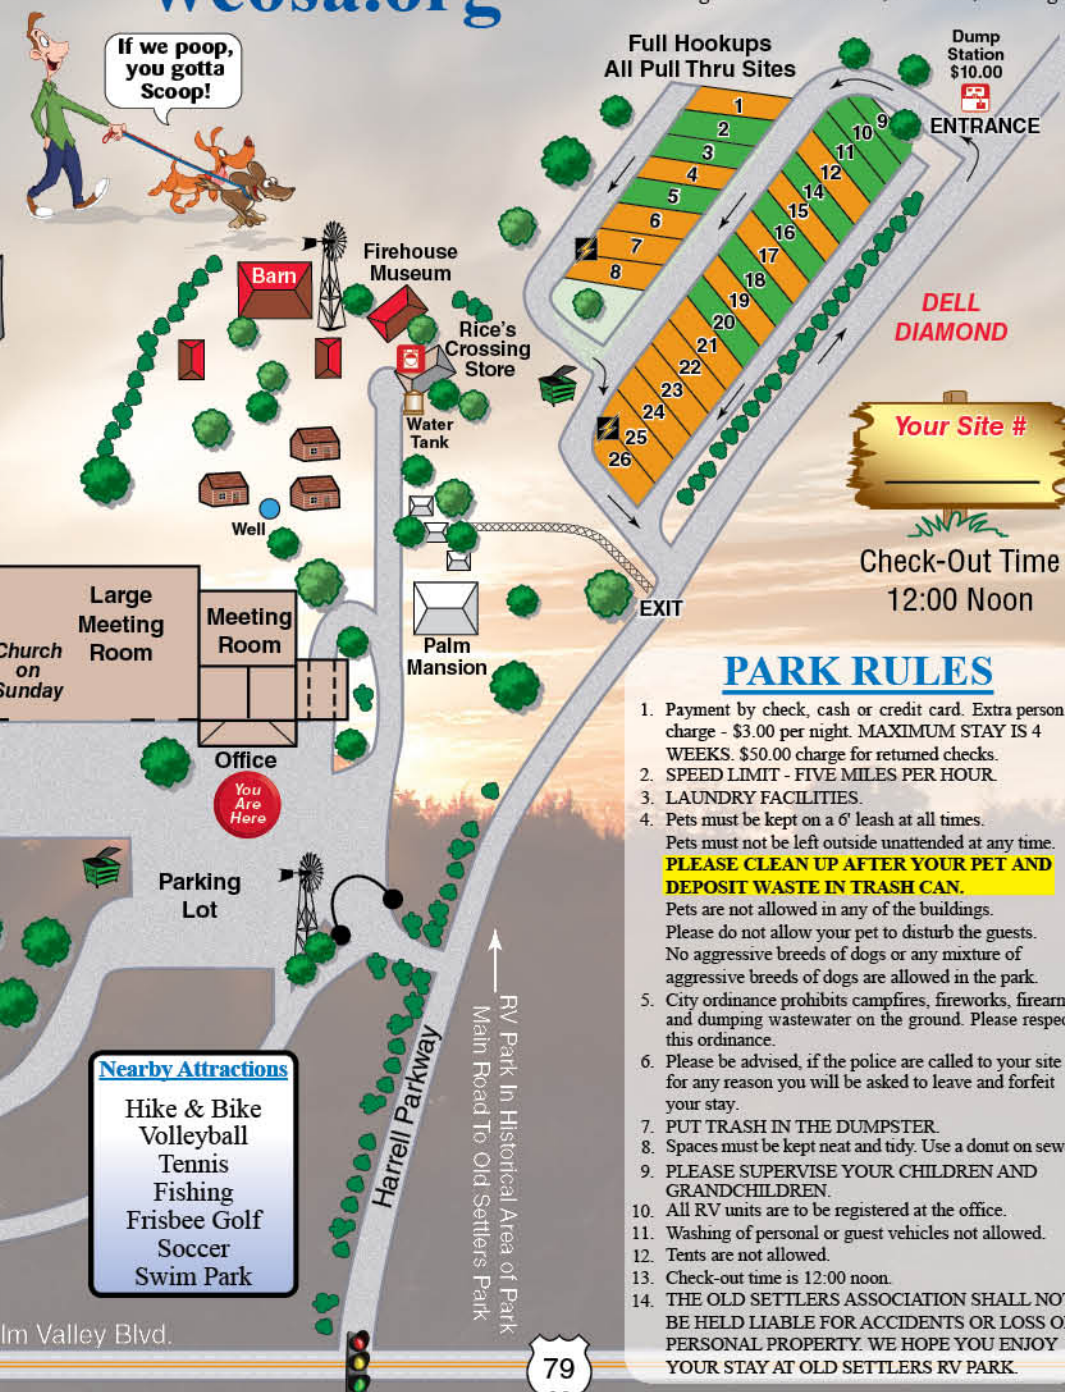 wcosa.org
If we poop,
you gotta
Scoop!
Full Hookups
All Pull Thru Sites
Dump
Station
$10.00
ENTRANCE
1
2
3
4
5
6
7
8
9
10
11
12
14
15
16
17
18
19
20
21
22
23
24
25
26
Barn
Firehouse
Museum
Rice's
Crossing
Store
Water
Tank
Well
DELL
DIAMOND
Your Site #
Check-Out Time
12:00 Noon
EXIT
Large
Meeting
Room
Meeting
Room
Church
on
Sunday
Palm
Mansion
Office
You
Are
Here
Parking
Lot
Harrell Parkway
RV Park In Historical Area of Park
Main Road To Old Settlers Park
Nearby Attractions
Hike & Bike
Volleyball
Tennis
Fishing
Frisbee Golf
Soccer
Swim Park
lm Valley Blvd.
79
PARK RULES
1. Payment by check, cash or credit card. Extra person
charge - $3.00 per night. MAXIMUM STAY IS 4
WEEKS. $50.00 charge for returned checks.
2. SPEED LIMIT - FIVE MILES PER HOUR.
3. LAUNDRY FACILITIES.
4. Pets must be kept on a 6' leash at all times.
Pets must not be left outside unattended at any time.
PLEASE CLEAN UP AFTER YOUR PET AND
DEPOSIT WASTE IN TRASH CAN.
Pets are not allowed in any of the buildings.
Please do not allow your pet to disturb the guests.
No aggressive breeds of dogs or any mixture of
aggressive breeds of dogs are allowed in the park.
5. City ordinance prohibits campfires, fireworks, firearm
and dumping wastewater on the ground. Please respec
this ordinance.
6. Please be advised, if the police are called to your site
for any reason you will be asked to leave and forfeit
your stay.
7. PUT TRASH IN THE DUMPSTER.
8. Spaces must be kept neat and tidy. Use a donut on sew
9. PLEASE SUPERVISE YOUR CHILDREN AND
GRANDCHILDREN.
10. All RV units are to be registered at the office.
11. Washing of personal or guest vehicles not allowed.
12. Tents are not allowed.
13. Check-out time is 12:00 noon.
14. THE OLD SETTLERS ASSOCIATION SHALL NOT
BE HELD LIABLE FOR ACCIDENTS OR LOSS O
PERSONAL PROPERTY. WE HOPE YOU ENJOY
YOUR STAY AT OLD SETTLERS RV PARK.